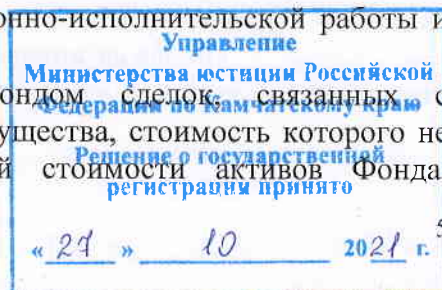 онно-исполнительской работы и
Управление
Министерства юстиции Российской
ондом сделок, связанных с
Федерации по Камчатскому краю
ущества, стоимость которого не
Решение о государственной
й стоимости активов Фонда
регистрации принято
« 27 » 10 2021 г.
5